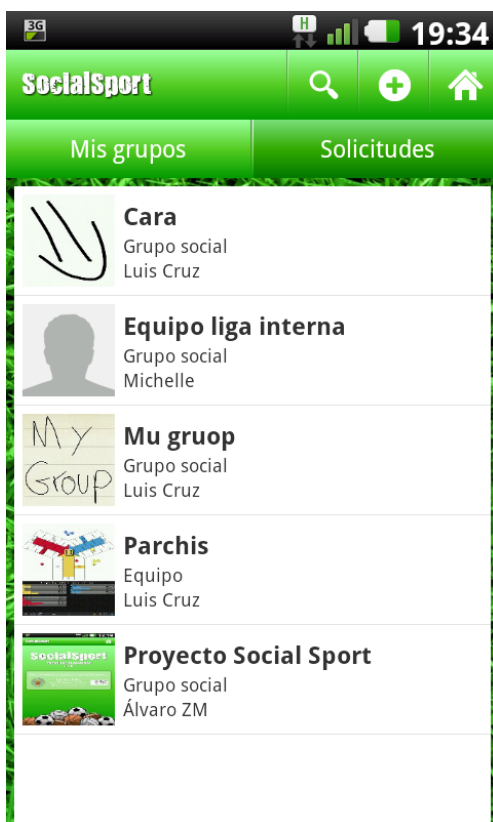 3G
H
19:34
SocialSport
Mis grupos
Solicitudes
Cara
Grupo social
Luis Cruz
Equipo liga interna
Grupo social
Michelle
My
Group
Mu gruop
Grupo social
Luis Cruz
Parchis
Equipo
Luis Cruz
SocialSport
Proyecto Social Sport
Grupo social
Álvaro ZM